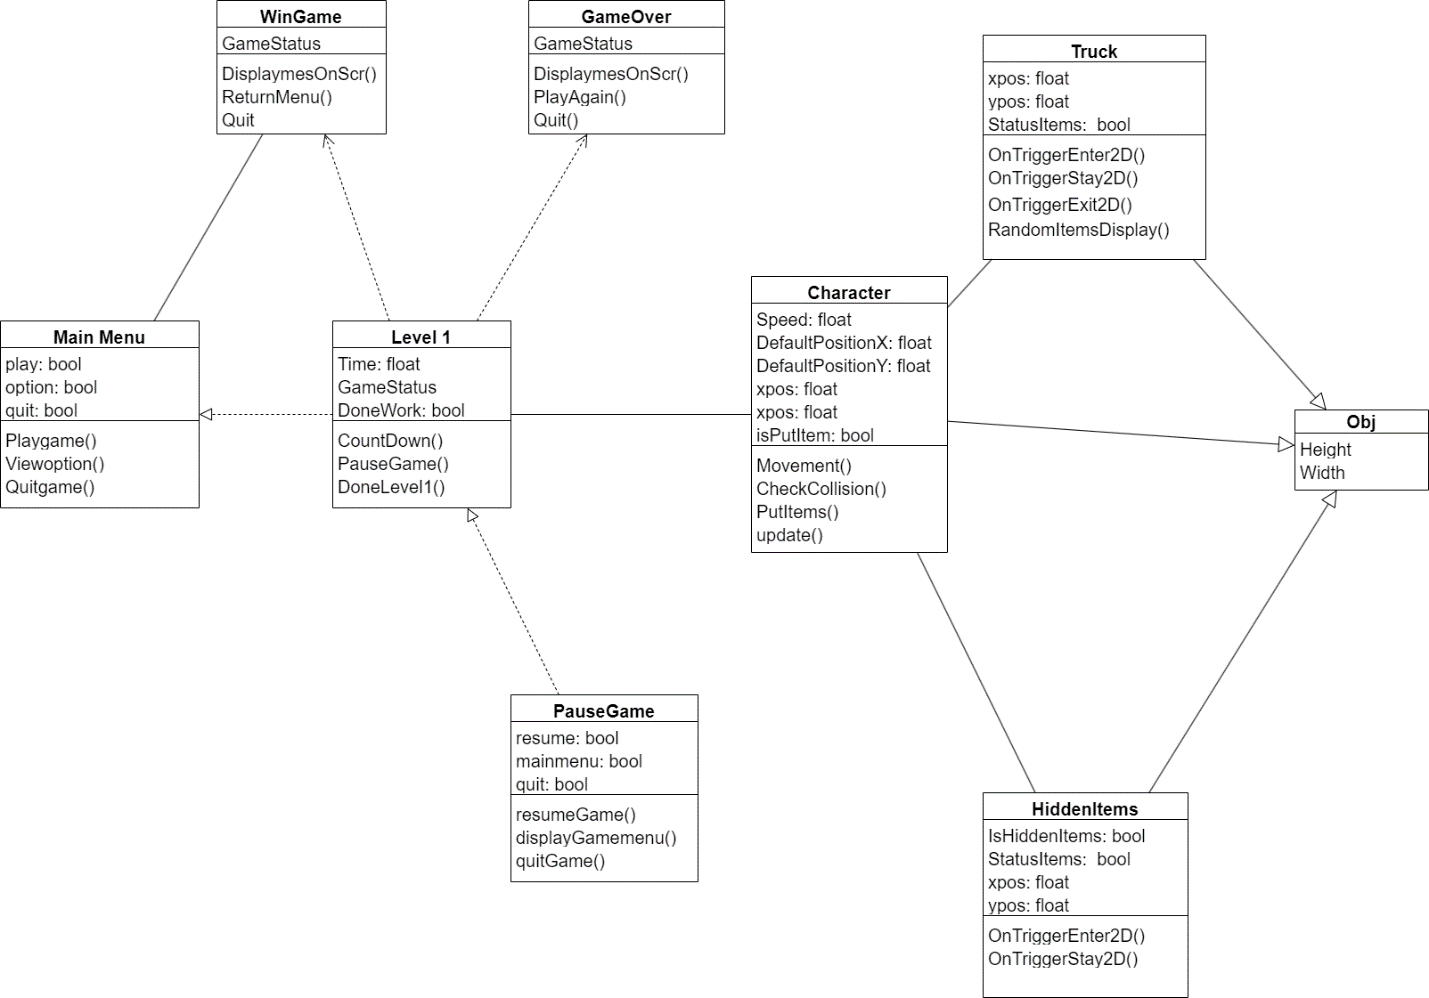 WinGame
GameStatus
DisplaymesOnScr()
ReturnMenu()
Quit
GameOver
GameStatus
DisplaymesOnScr()
PlayAgain()
Quit()
Truck
xpos: float
ypos: float
StatusItems:  bool
OnTriggerEnter2D()
OnTriggerStay2D()
OnTriggerExit2D()
RandomItemsDisplay()
Main Menu
play: bool
option: bool
quit: bool
Playgame()
Viewoption()
Quitgame()
Level 1
Time: float
GameStatus
DoneWork: bool
CountDown()
PauseGame()
DoneLevel1()
Character
Speed: float
DefaultPositionX: float
DefaultPositionY: float
xpos: float
xpos: float
isPutItem: bool
Movement()
CheckCollision()
PutItems()
update()
Obj
Height
Width
PauseGame
resume: bool
mainmenu: bool
quit: bool
resumeGame()
displayGamemenu()
quitGame()
HiddenItems
IsHiddenItems: bool
StatusItems:  bool
xpos: float
ypos: float
OnTriggerEnter2D()
OnTriggerStay2D()